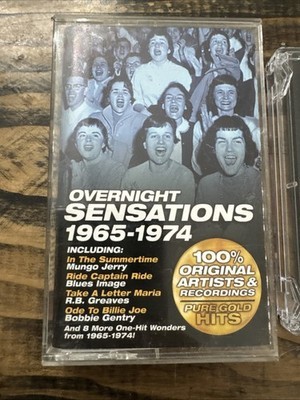 OVERNIGHT
SENSATIONS
1965-1974
INCLUDING:
In The Summertime
Mungo Jerry
Ride Captain Ride
Blues Image
Take A Letter Maria
R.B. Greaves
Ode To Billie Joe
Bobbie Gentry
And 8 More One-Hit Wonders
from 1965-1974!
100%
ORIGINAL
ARTISTS &
RECORDINGS
PURE GOLD
HITS